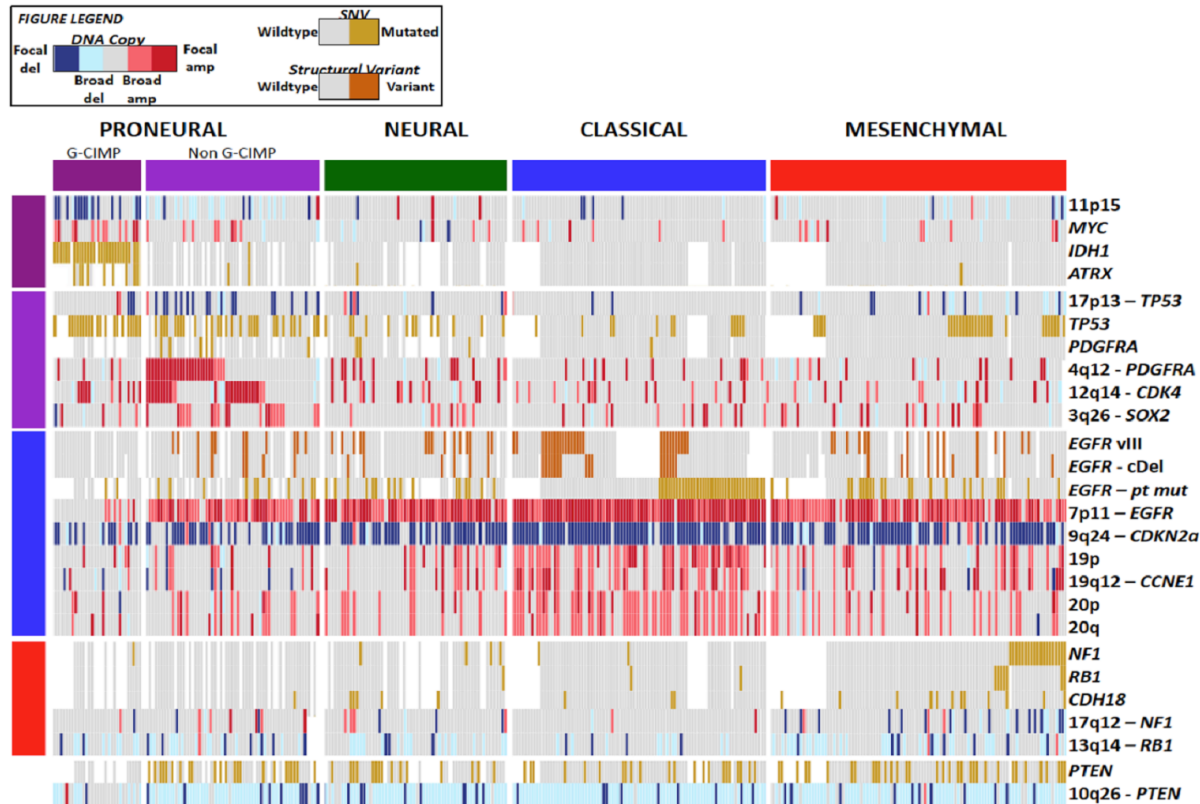 FIGURE LEGEND
SNV
DNA Copy
Wildtype Mutated
Focal del
Focal amp
Broad del
Broad amp
Structural Variant
Wildtype Variant
PRONEURAL NEURAL CLASSICAL MESENCHYMAL
G-CIMP Non G-CIMP
11p15
MYC
IDH1
ATRX
17p13 – TP53
TP53
PDGFRA
4q12 - PDGFRA
12q14 - CDK4
3q26 - SOX2
EGFR vIII
EGFR - cDel
EGFR – pt mut
7p11 – EGFR
9q24 – CDKN2a
19p
19q12 – CCNE1
20p
20q
NF1
RB1
CDH18
17q12 – NF1
13q14 – RB1
PTEN
10q26 - PTEN